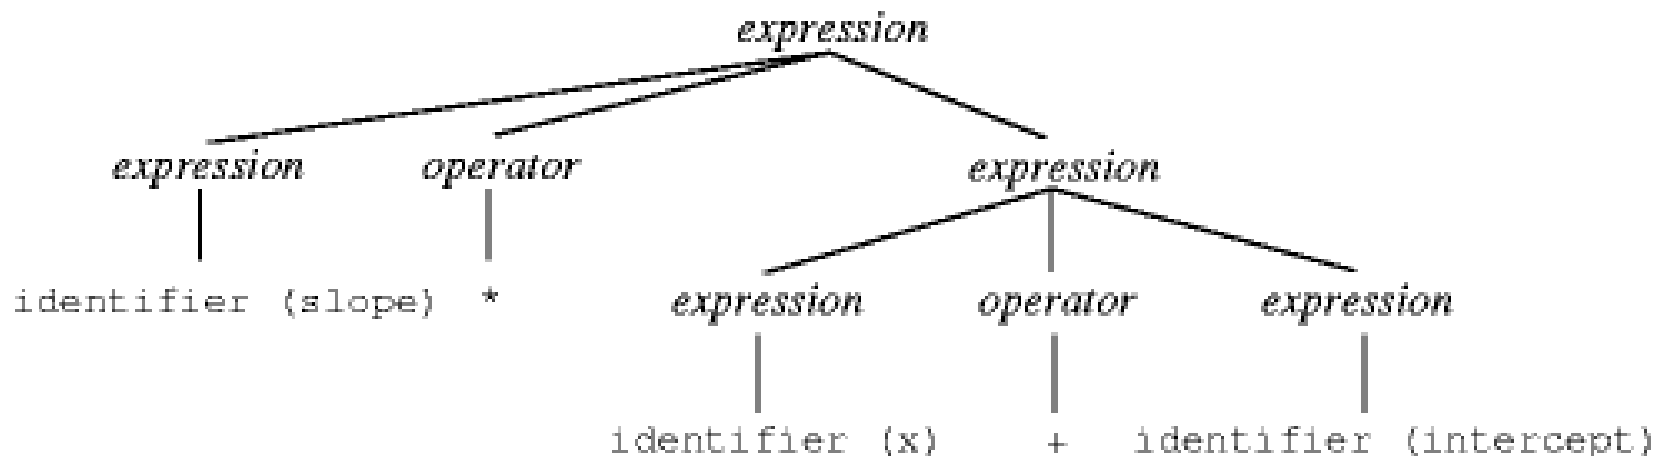 expression
expression operator expression
identifier (slope) * expression operator expression
identifier (x) + identifier (intercept)